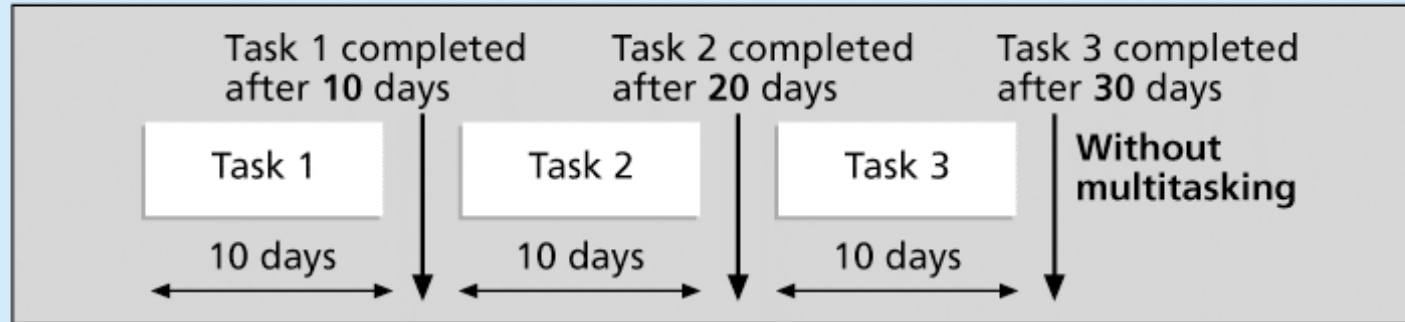 Task 1 completed
after 10 days
Task 2 completed
after 20 days
Task 3 completed
after 30 days
Task 1
Task 2
Task 3
Without
multitasking
10 days
10 days
10 days